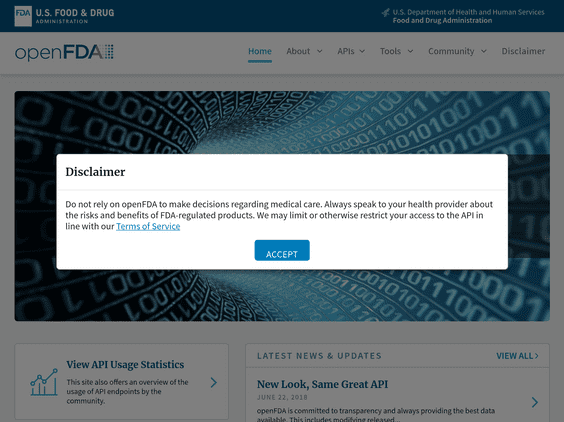 FDA U.S. FOOD & DRUG
ADMINISTRATION
U.S. Department of Health and Human Services
Food and Drug Administration
openFDA
Home About APIs Tools Community Disclaimer
Disclaimer
Do not rely on openFDA to make decisions regarding medical care. Always speak to your health provider about
the risks and benefits of FDA-regulated products. We may limit or otherwise restrict your access to the API in
line with our Terms of Service
ACCEPT
View API Usage Statistics
This site also offers an overview of the
usage of API endpoints by the
community.
LATEST NEWS & UPDATES VIEW ALL
New Look, Same Great API
JUNE 22, 2018
openFDA is committed to transparency and always providing the best data
available. This includes modifying released...